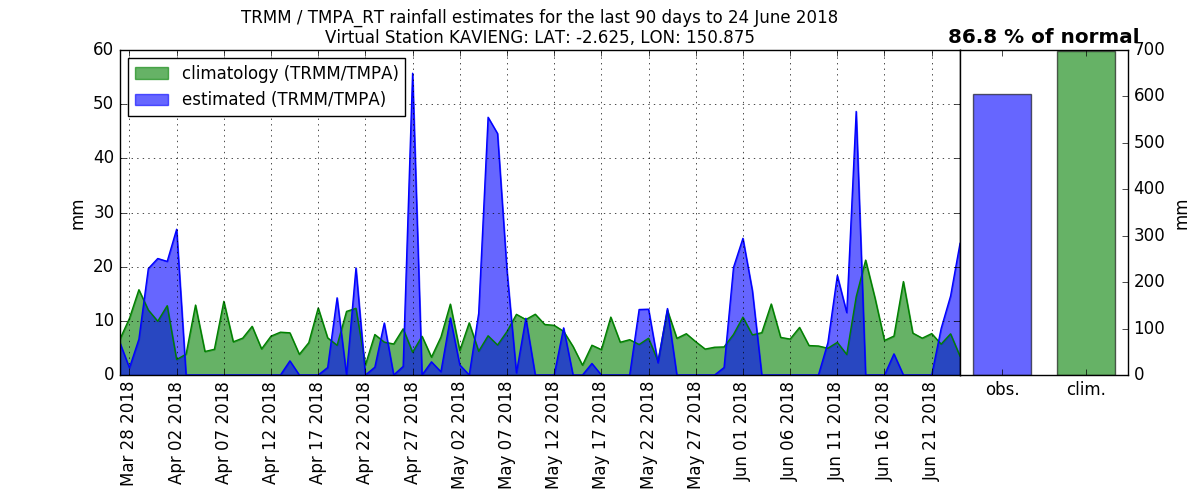 TRMM / TMPA_RT rainfall estimates for the last 90 days to 24 June 2018
Virtual Station KAVIENG: LAT: -2.625, LON: 150.875
86.8 % of normal
climatology (TRMM/TMPA)
estimated (TRMM/TMPA)
60
50
40
30
20
10
0
mm
700
600
500
400
300
200
100
0
mm
Mar 28 2018
Apr 02 2018
Apr 07 2018
Apr 12 2018
Apr 17 2018
Apr 22 2018
Apr 27 2018
May 02 2018
May 07 2018
May 12 2018
May 17 2018
May 22 2018
May 27 2018
Jun 01 2018
Jun 06 2018
Jun 11 2018
Jun 16 2018
Jun 21 2018
obs.
clim.